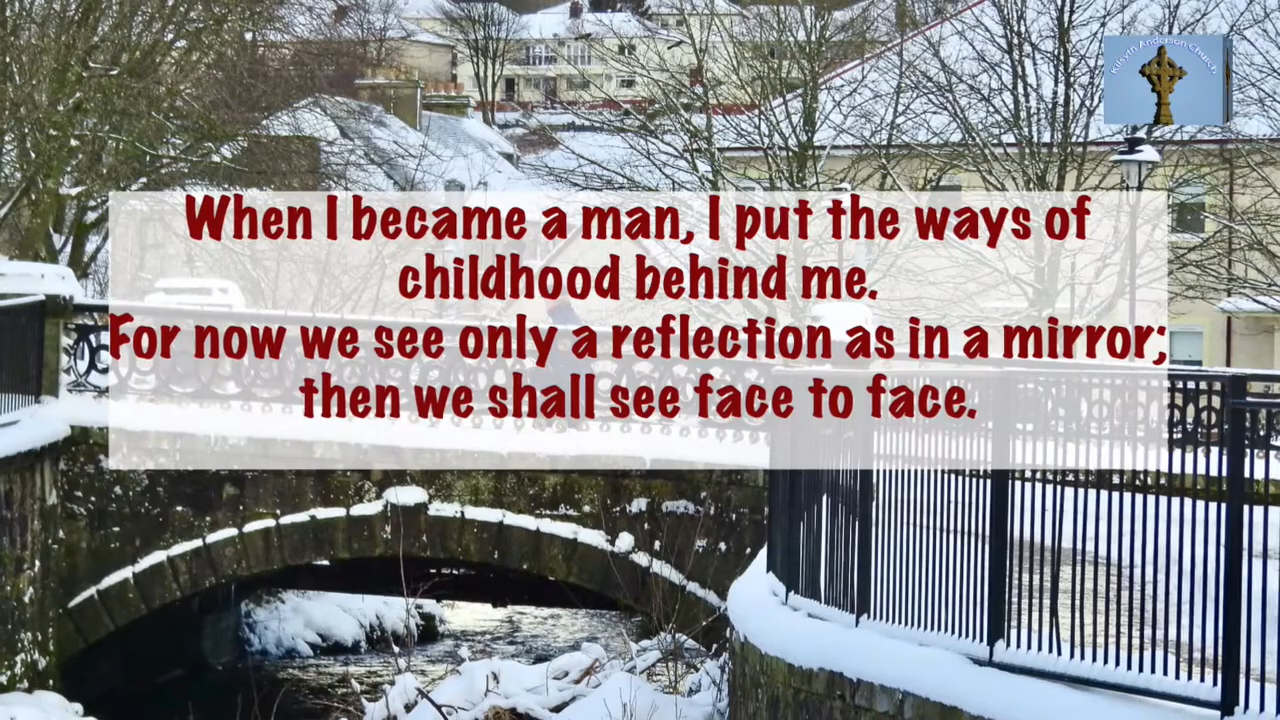 Kilsyth Anderson Church
When I became a man, I put the ways of
childhood behind me.
For now we see only a reflection as in a mirror;
then we shall see face to face.